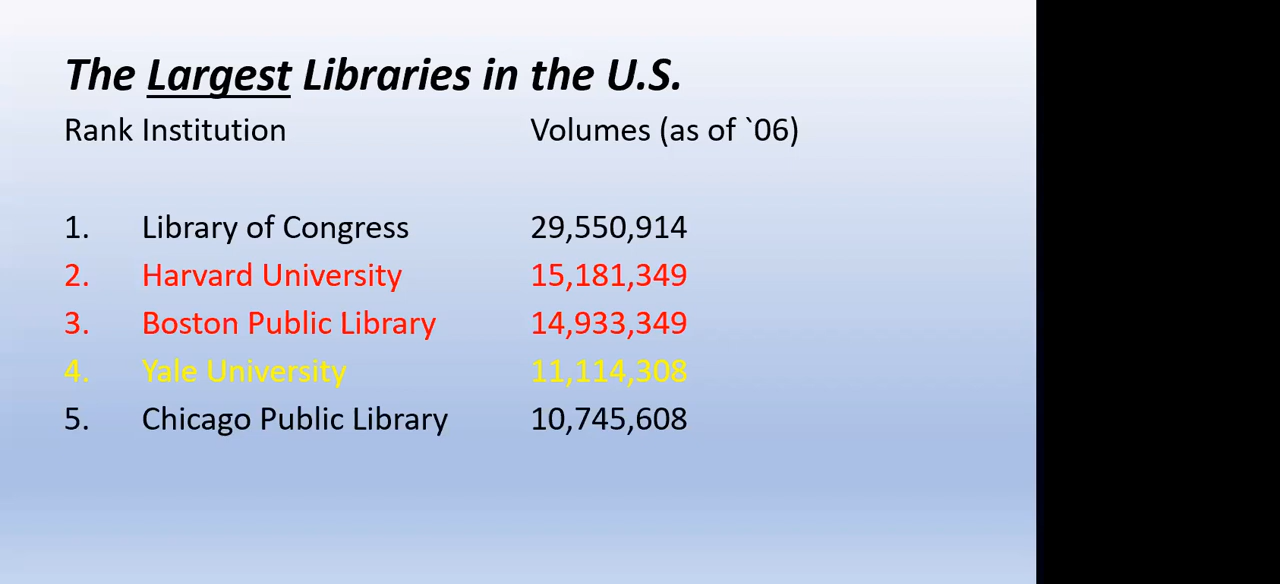 The Largest Libraries in the U.S.
Rank Institution Volumes (as of `06)
1. Library of Congress 29,550,914
2. Harvard University 15,181,349
3. Boston Public Library 14,933,349
4. Yale University 11,114,308
5. Chicago Public Library 10,745,608